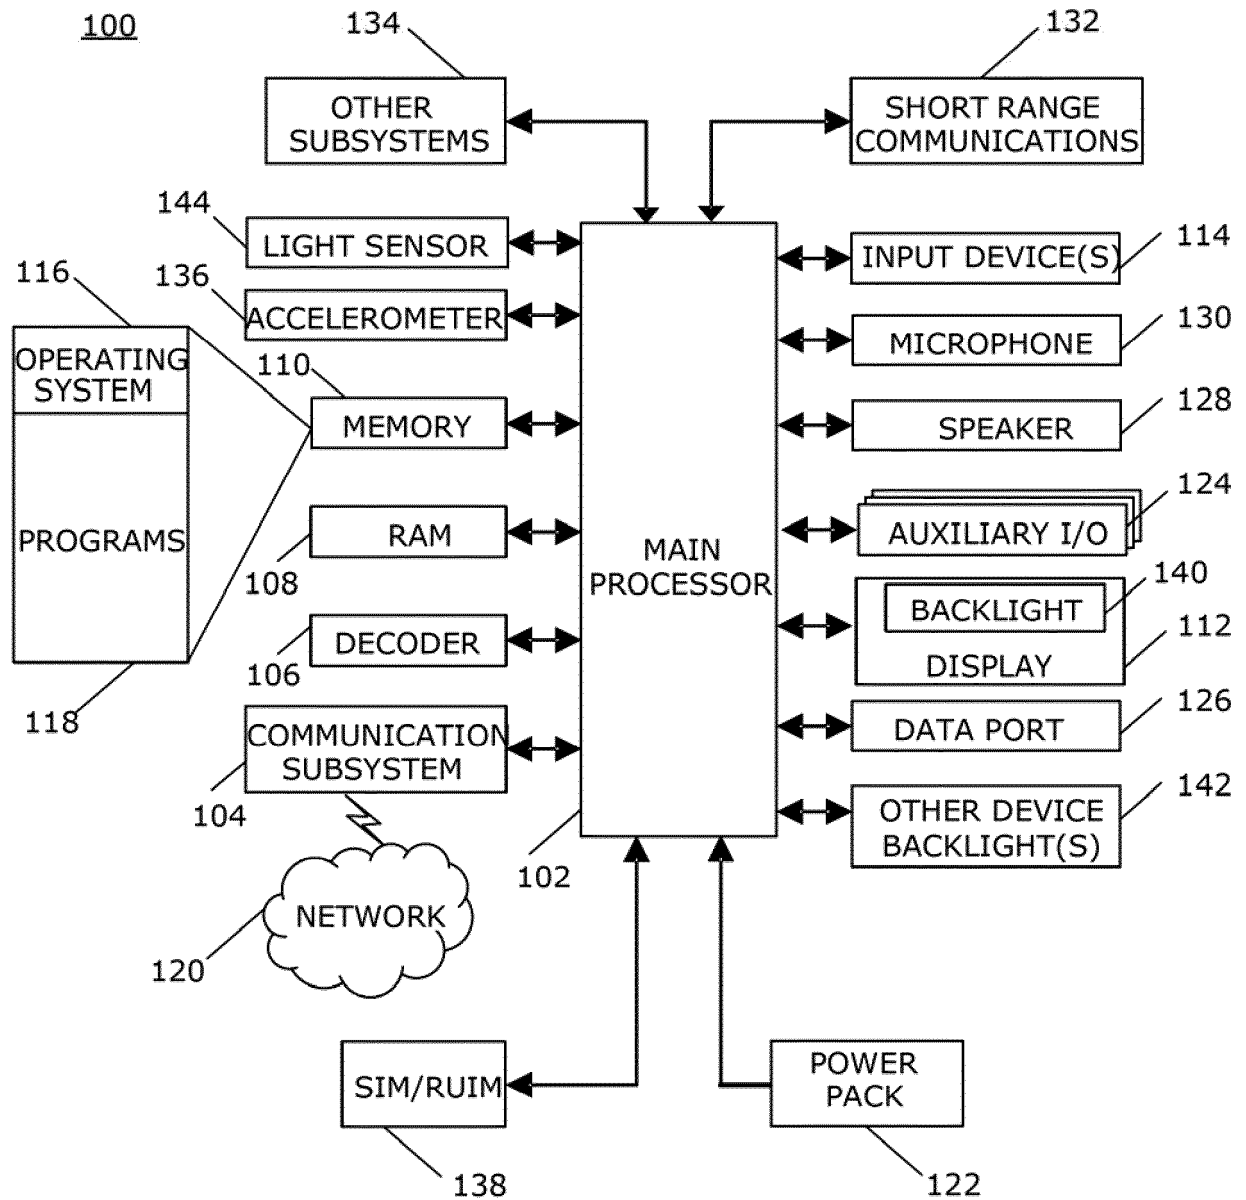 100
134
132
OTHER
SUBSYSTEMS
SHORT RANGE
COMMUNICATIONS
144
LIGHT SENSOR
INPUT DEVICE(S)
114
116
136
ACCELEROMETER
MICROPHONE
130
OPERATING
SYSTEM
110
MEMORY
SPEAKER
128
PROGRAMS
RAM
108
MAIN
PROCESSOR
AUXILIARY I/O
124
BACKLIGHT
140
DISPLAY
112
DECODER
106
118
COMMUNICATION
SUBSYSTEM
104
DATA PORT
126
OTHER DEVICE
BACKLIGHT(S)
142
102
NETWORK
120
SIM/RUIM
138
POWER
PACK
122